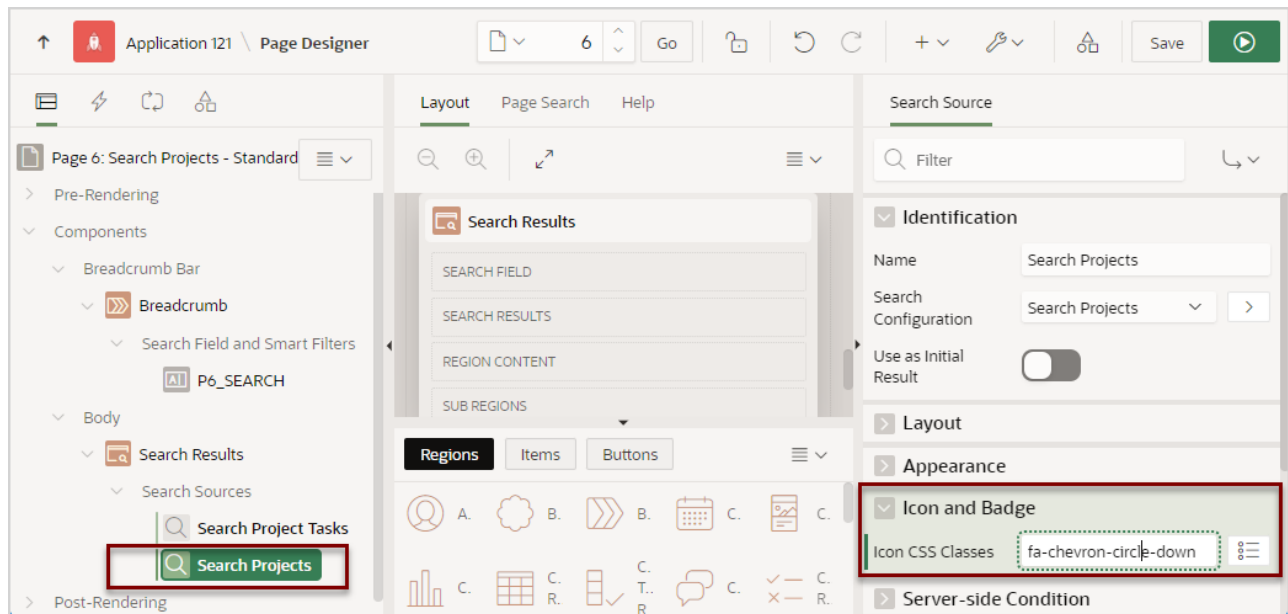 Application 121 \ Page Designer
6
Go
Save
Page 6: Search Projects - Standard
Pre-Rendering
Components
Breadcrumb Bar
Breadcrumb
Search Field and Smart Filters
P6_SEARCH
Body
Search Results
Search Sources
Search Project Tasks
Search Projects
Post-Rendering
Layout Page Search Help
Search Results
SEARCH FIELD
SEARCH RESULTS
REGION CONTENT
SUB REGIONS
Regions Items Buttons
A. B. B. C. C.
C. C. R. C. T.. R C. C. R.
Search Source
Filter
Identification
Name Search Projects
Search Configuration Search Projects
Use as Initial Result
Layout
Appearance
Icon and Badge
Icon CSS Classes fa-chevron-circle-down
Server-side Condition